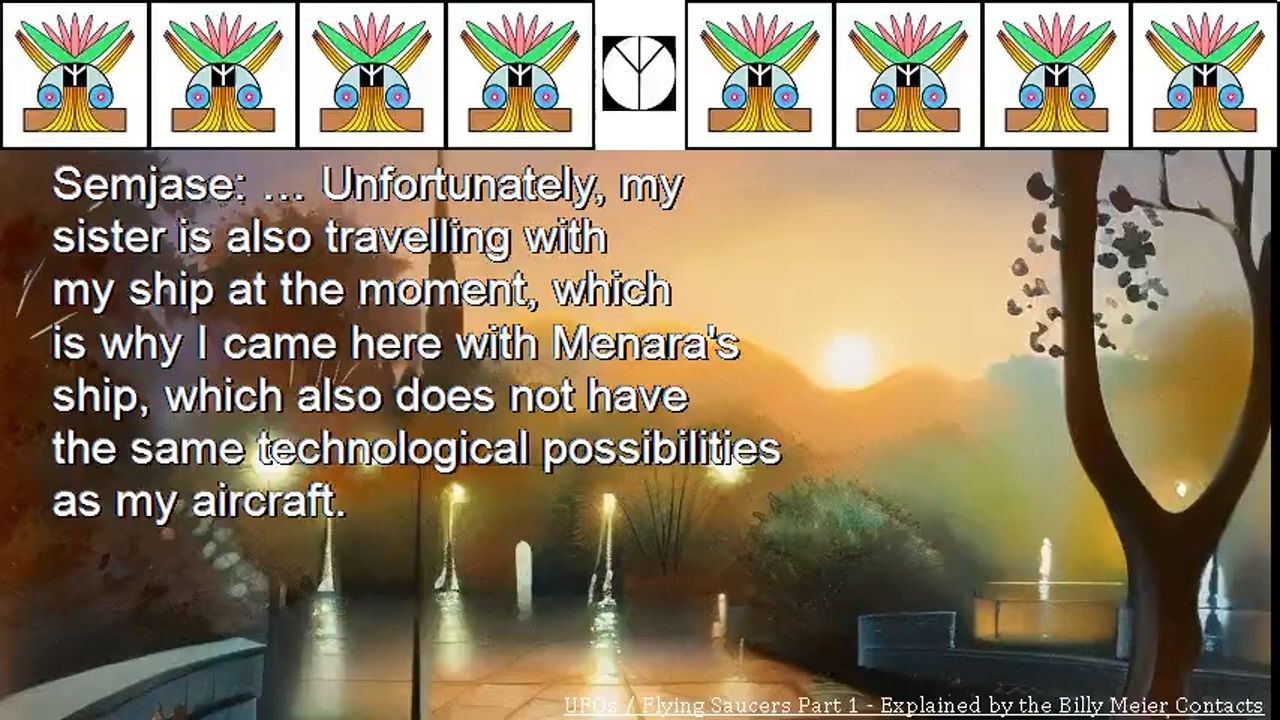 Semjase: ... Unfortunately, my
sister is also travelling with
my ship at the moment, which
is why I came here with Menara's
ship, which also does not have
the same technological possibilities
as my aircraft.
UFOs / Flying Saucers Part 1 - Explained by the Billy Meier Contacts